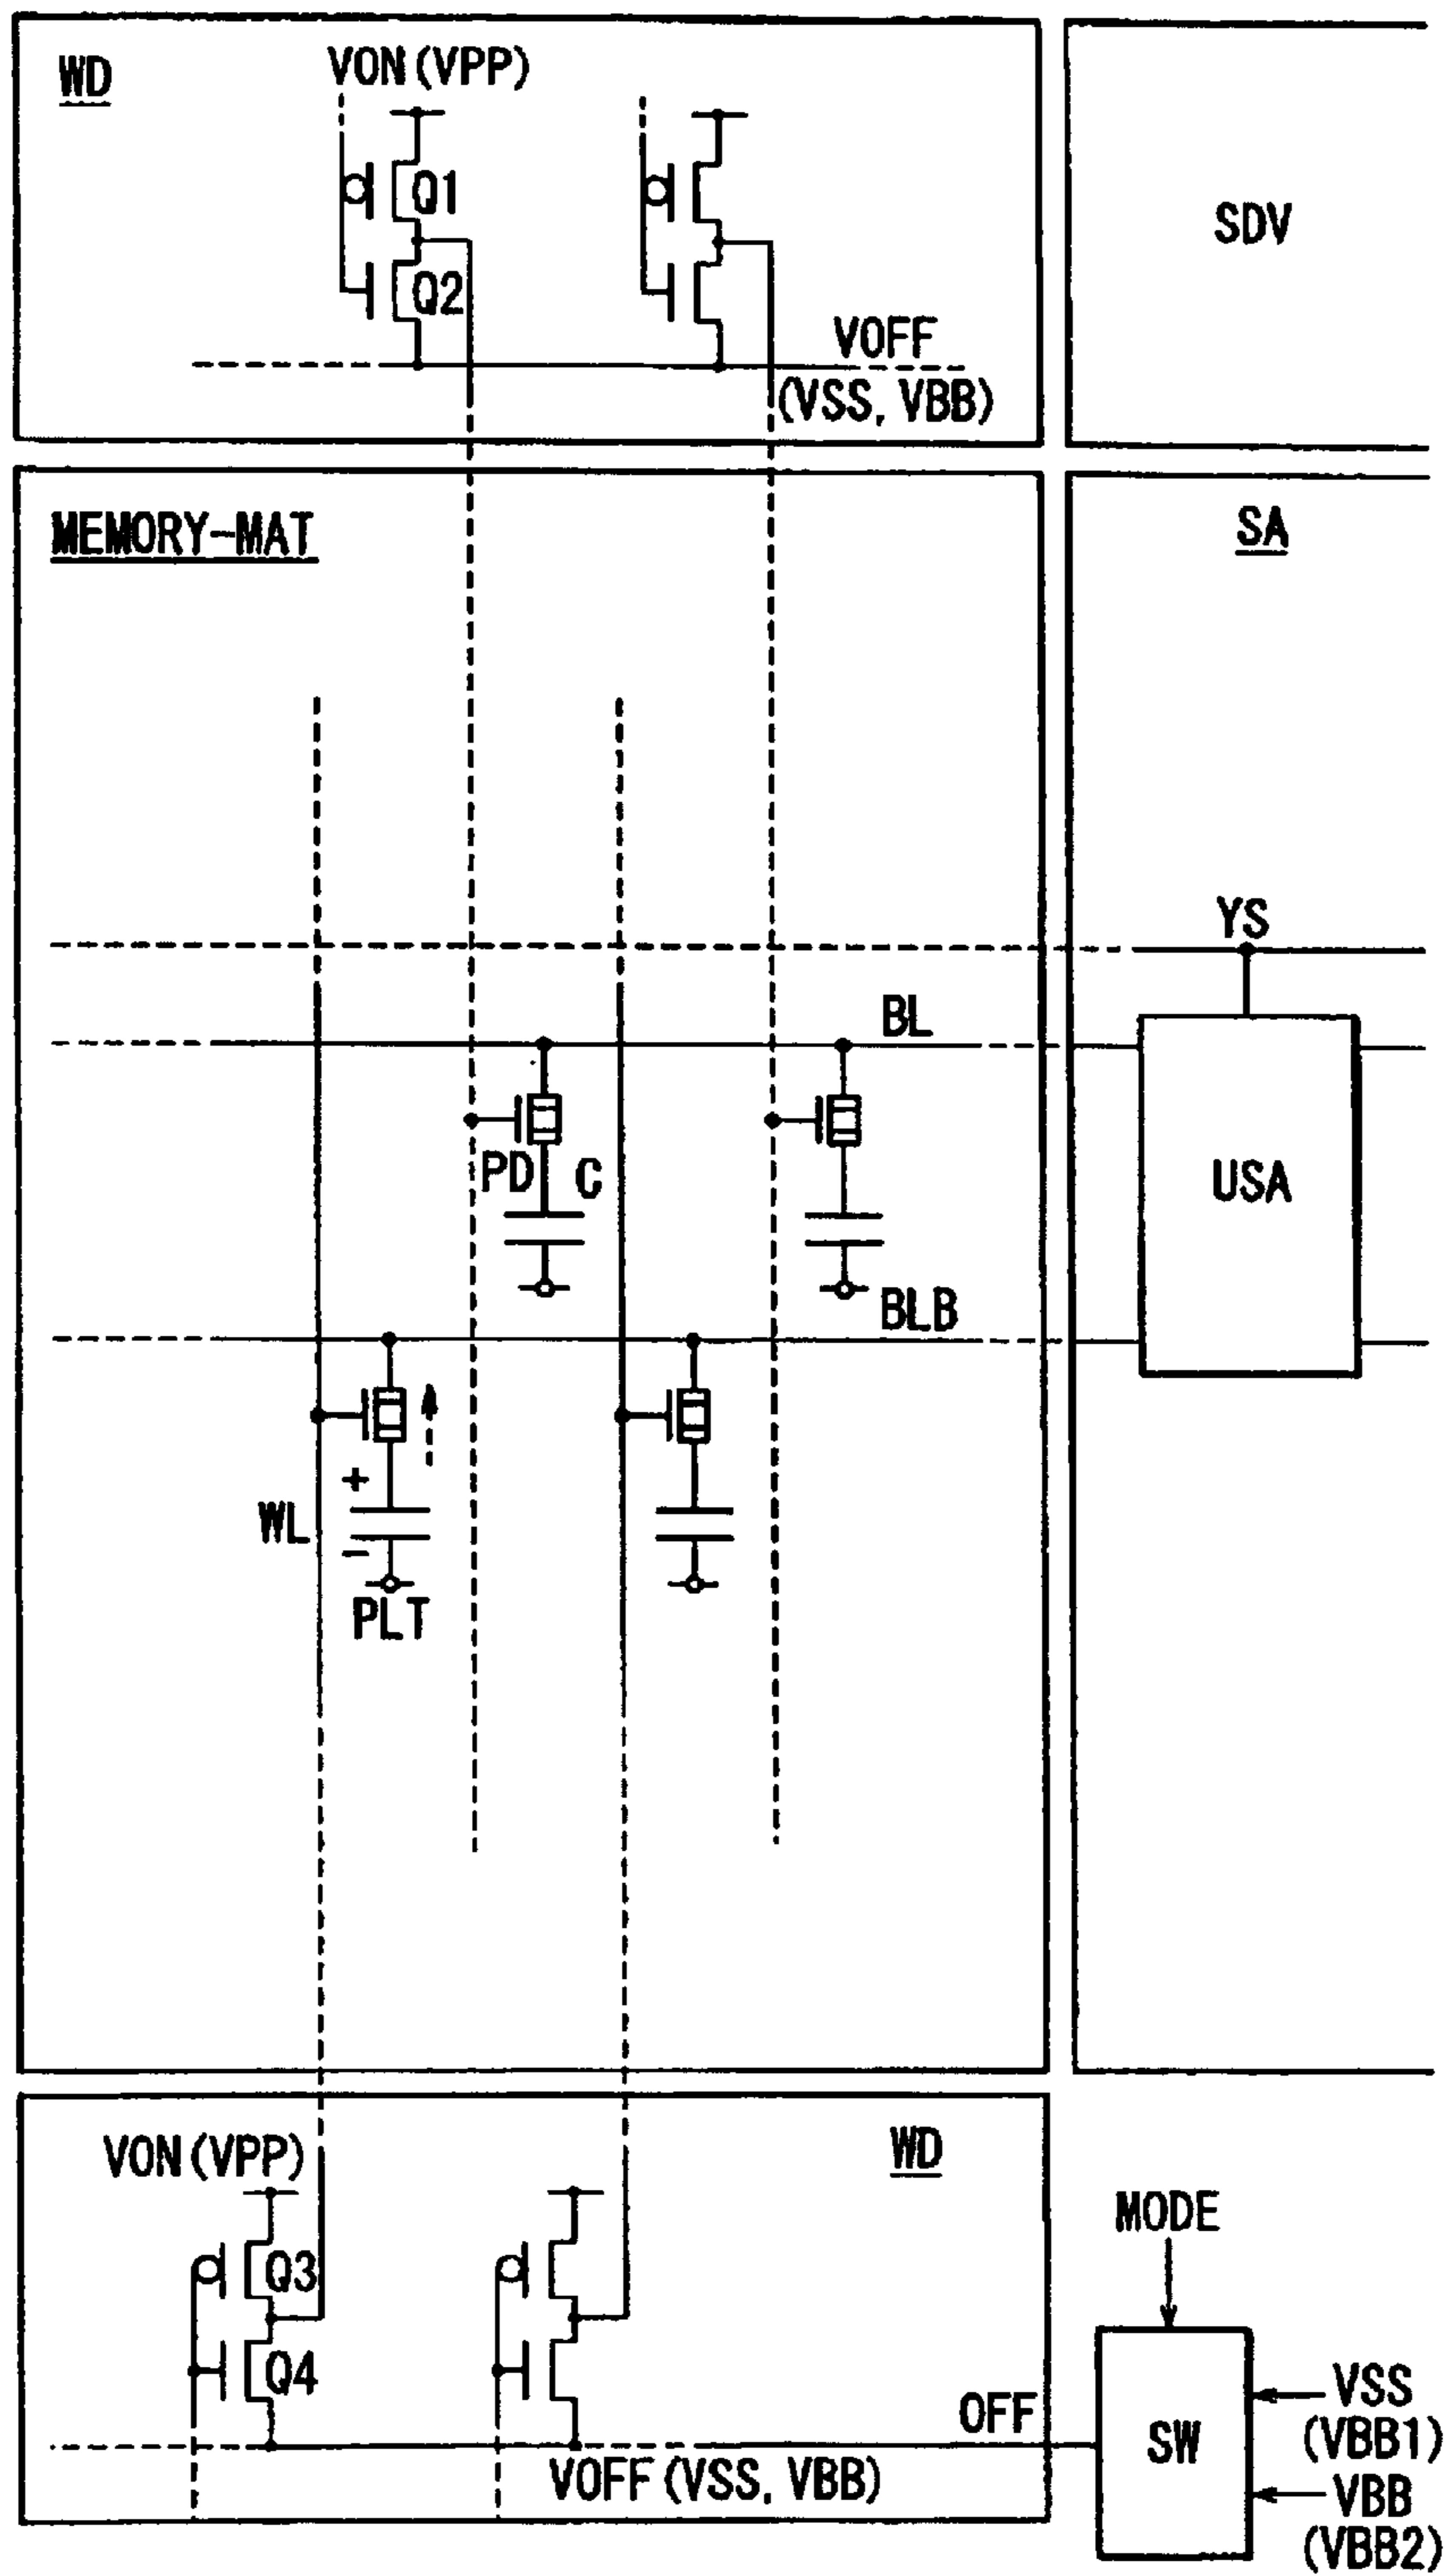 WD
VON(VPP)
Q1
Q2
VOFF
(VSS, VBB)
SDV
MEMORY-MAT
SA
YS
BL
USA
PD
C
BLB
+
WL
-
PLT
VON(VPP)
WD
Q3
Q4
MODE
OFF
SW
VSS
(VBB1)
VOFF(VSS, VBB)
VBB
(VBB2)